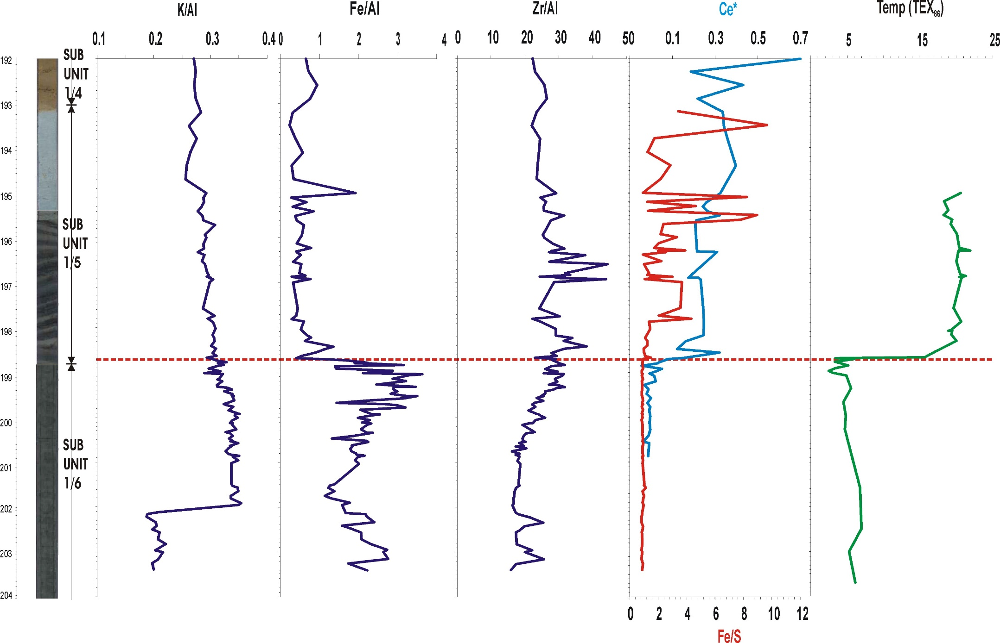 K/Al Fe/Al Zr/Al Ce* Temp (TEX86)
0.1 0.2 0.3 0.4 0 1 2 3 4 0 10 20 30 40 50 0.1 0.3 0.5 0.7 5 15 25
192
SUB
UNIT
1/4
193
194
195
SUB
UNIT
1/5
196
197
198
199
200
SUB
UNIT
1/6
201
202
203
204
0 2 4 6 8 10 12
Fe/S